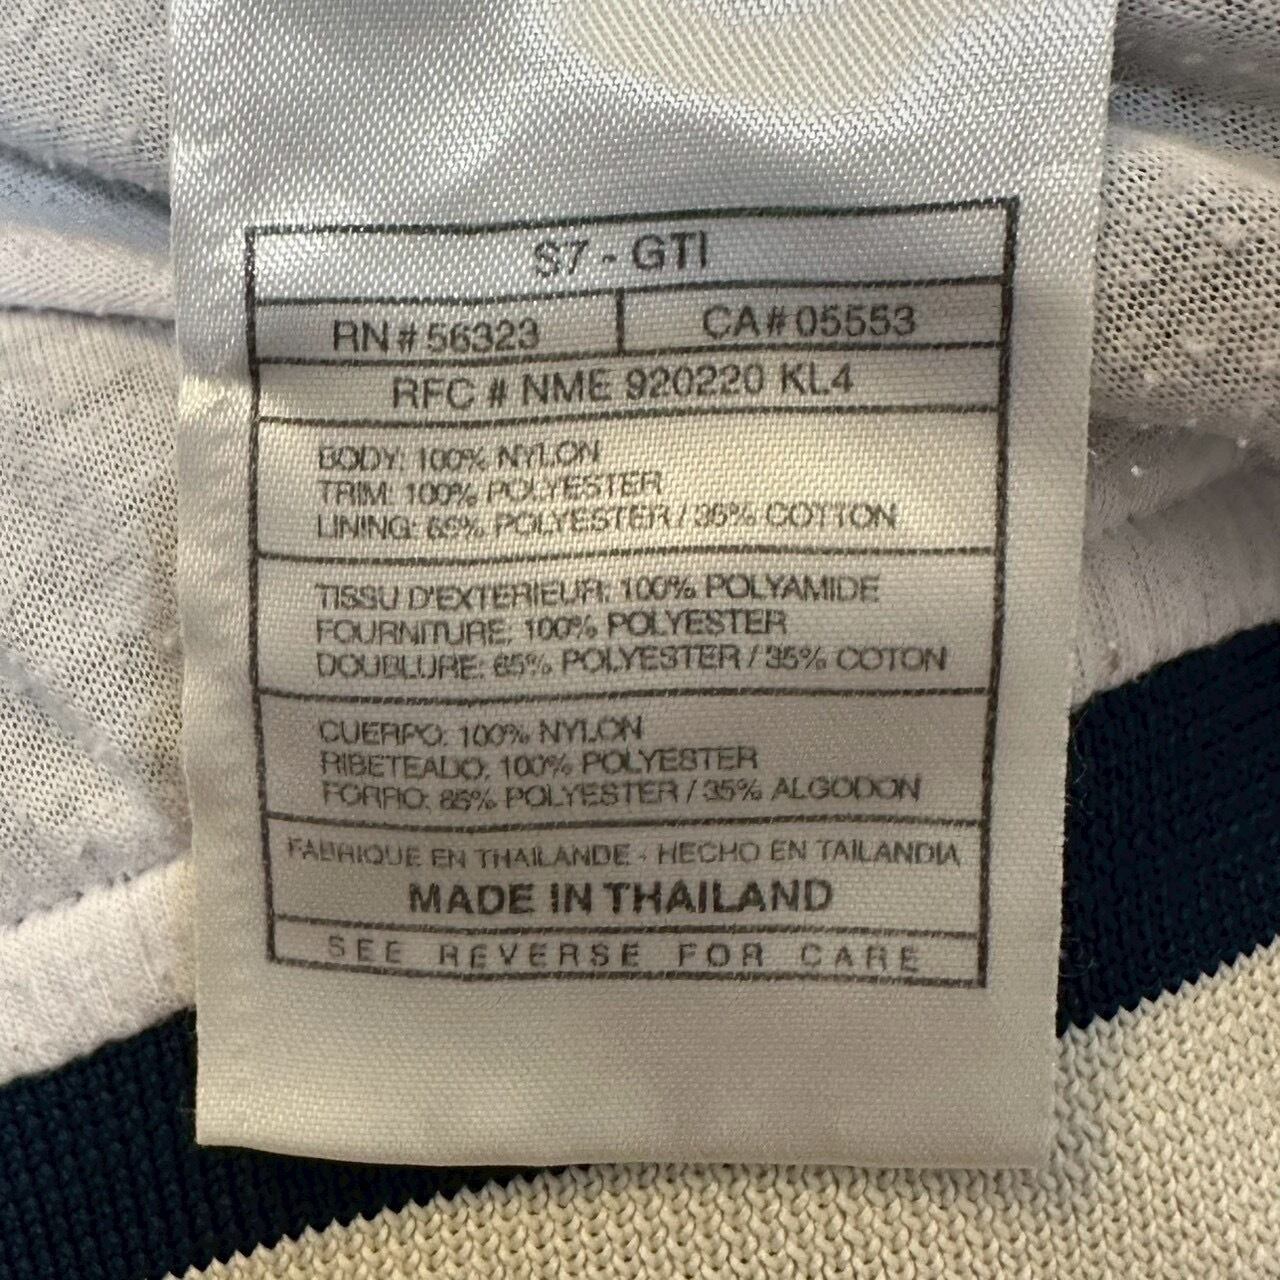 S7 - GTI
RN # 56323
CA# 05553
RFC # NME 920220 KL4
BODY: 100% NYLON
TRIM: 100% POLYESTER
LINING: 65% POLYESTER / 35% COTTON
TISSU D'EXTERIEUR: 100% POLYAMIDE
FOURNITURE: 100% POLYESTER
DOUBLURE: 65% POLYESTER / 35% COTON
CUERPO: 100% NYLON
RIBETEADO: 100% POLYESTER
FORRO: 65% POLYESTER / 35% ALGODON
FABRIQUE EN THAILANDE - HECHO EN TAILANDIA
MADE IN THAILAND
SEE REVERSE FOR CARE